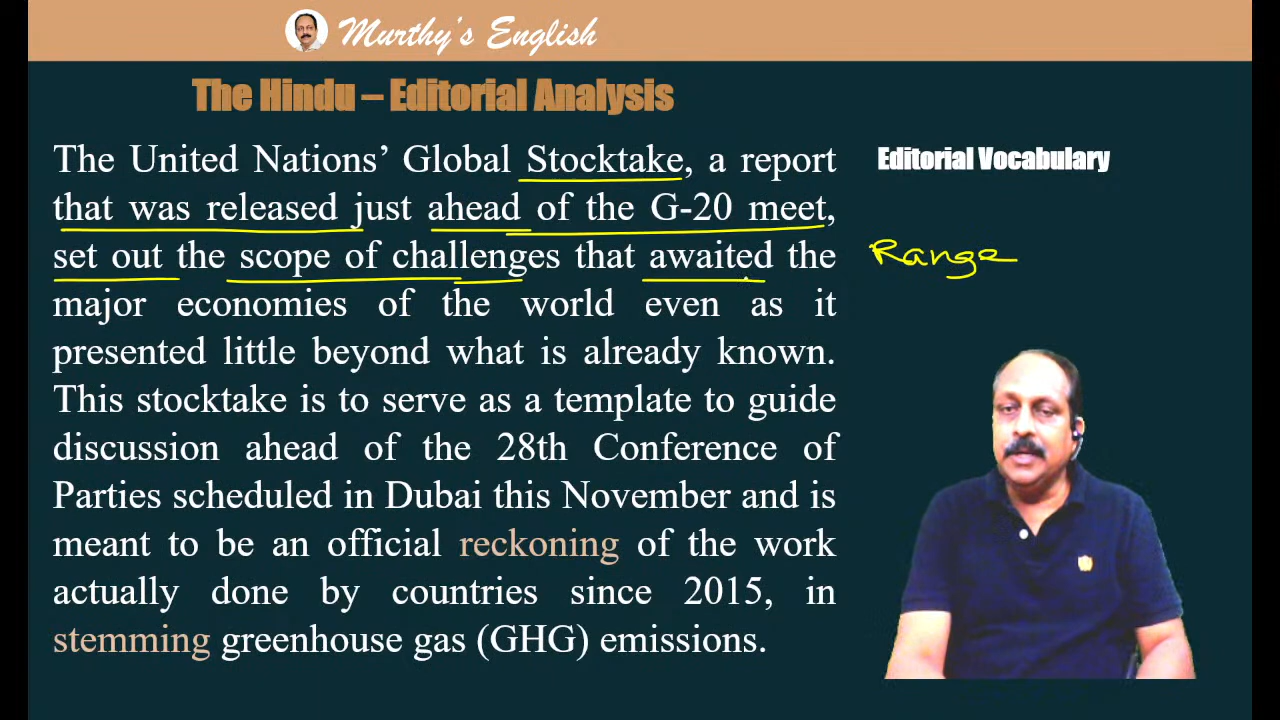 Murthy's English
The Hindu – Editorial Analysis
The United Nations’ Global Stocktake, a report
that was released just ahead of the G-20 meet,
set out the scope of challenges that awaited the
major economies of the world even as it
presented little beyond what is already known.
This stocktake is to serve as a template to guide
discussion ahead of the 28th Conference of
Parties scheduled in Dubai this November and is
meant to be an official reckoning of the work
actually done by countries since 2015, in
stemming greenhouse gas (GHG) emissions.
Editorial Vocabulary
Range